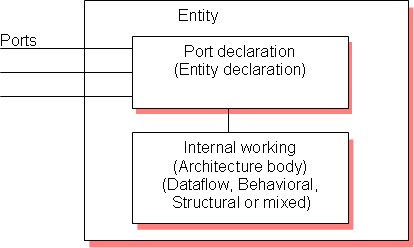 Entity
Ports
Port declaration
(Entity declaration)
Internal working
(Architecture body)
(Dataflow, Behavioral,
Structural or mixed)